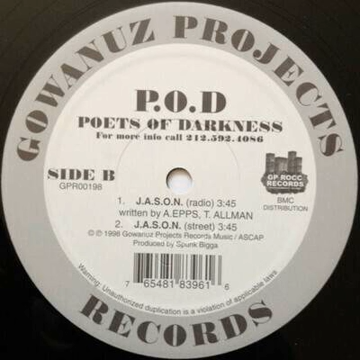 GOWANUZ PROJECTS
P.O.D
POETS OF DARKNESS
For more info call 212.592.4086
SIDE B
GPR00198
GP ROCC
RECORDS
BMC
DISTRIBUTION
1. J.A.S.O.N. (radio) 3:45
written by A.EPPS, T. ALLMAN
2. J.A.S.O.N. (street) 3:45
© ℗ 1998 Gowanuz Projects Records Music / ASCAP
Produced by Spunk Bigga
Warning: Unauthorized duplication is a violation of applicable laws
7 65481 83961 6
RECORDS